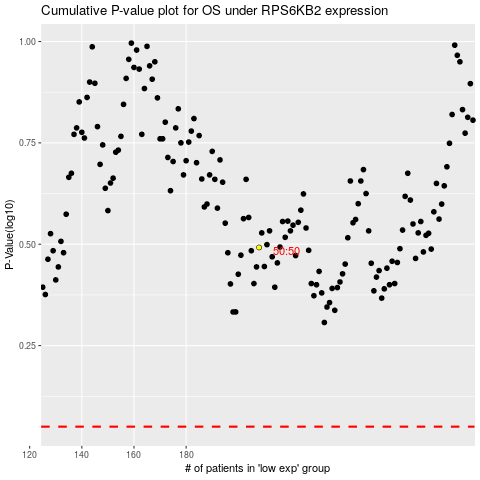 Cumulative P-value plot for OS under RPS6KB2 expression
P-Value(log10)
1.00
0.75
0.50
0.25
50:50
120 140 160 180
# of patients in 'low exp' group